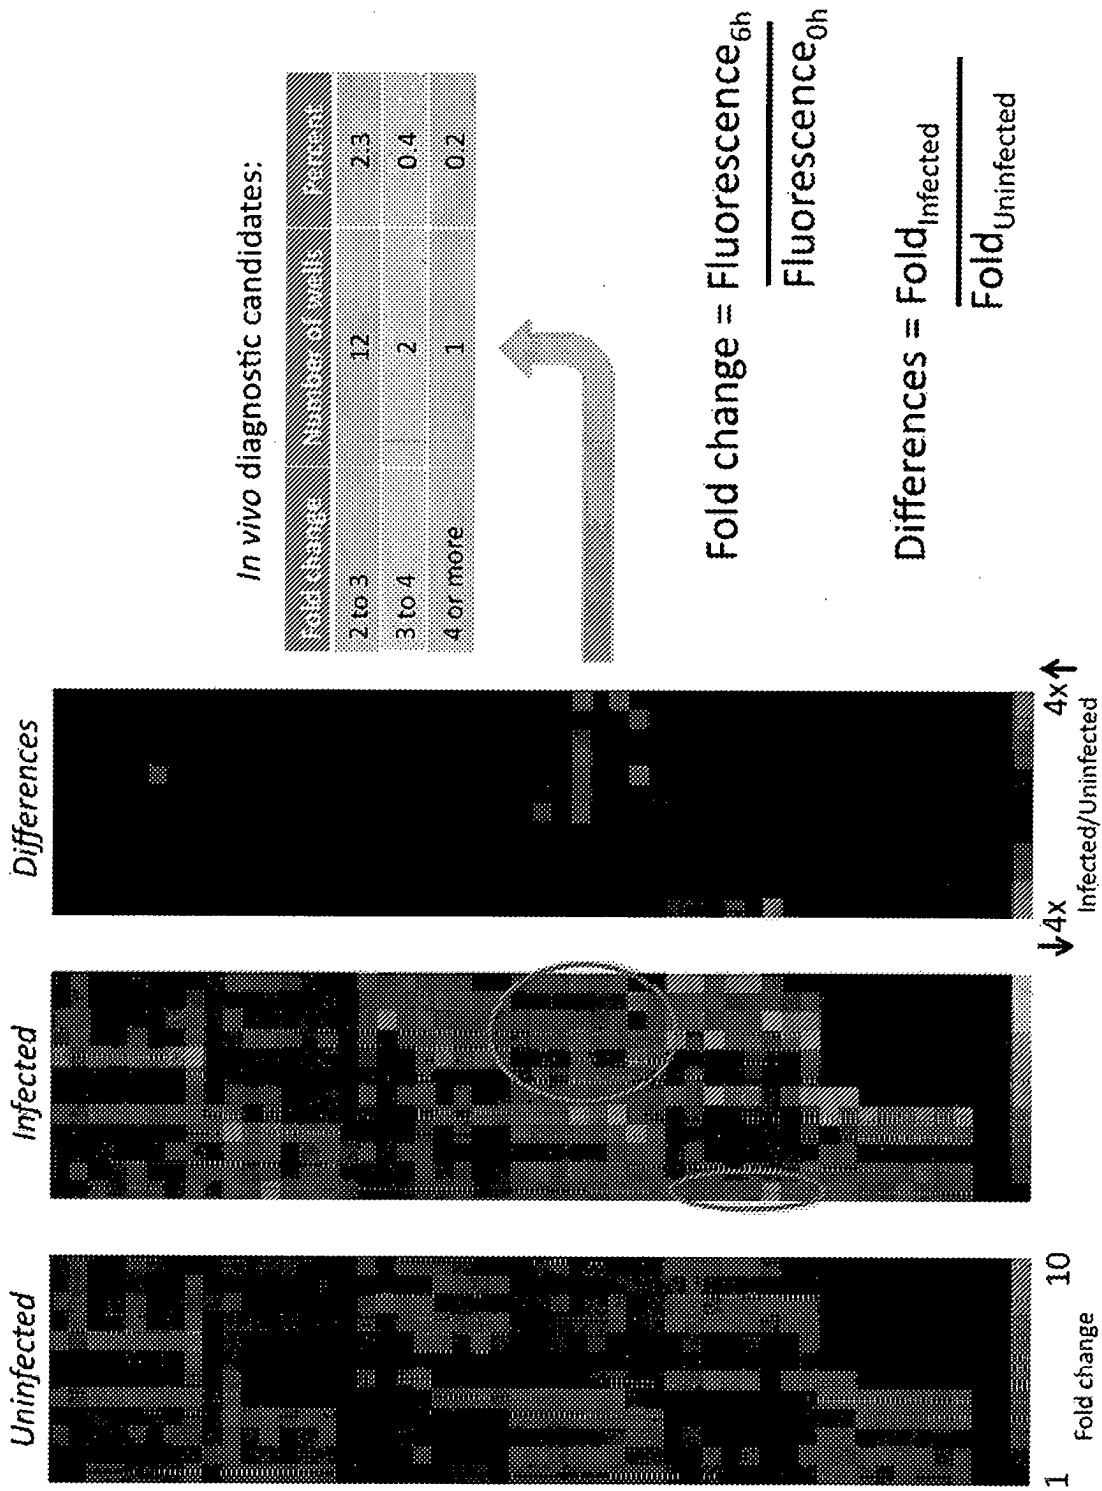 Uninfected
Infected
Differences
1 10
Fold change
4x 4x
Infected/Uninfected
In vivo diagnostic candidates:
Fold change Number of wells Percent
2 to 3 12 2.3
3 to 4 2 0.4
4 or more 1 0.2
Fold change = Fluorescence6h
Fluorescence0h
Differences = FoldInfected
FoldUninfected